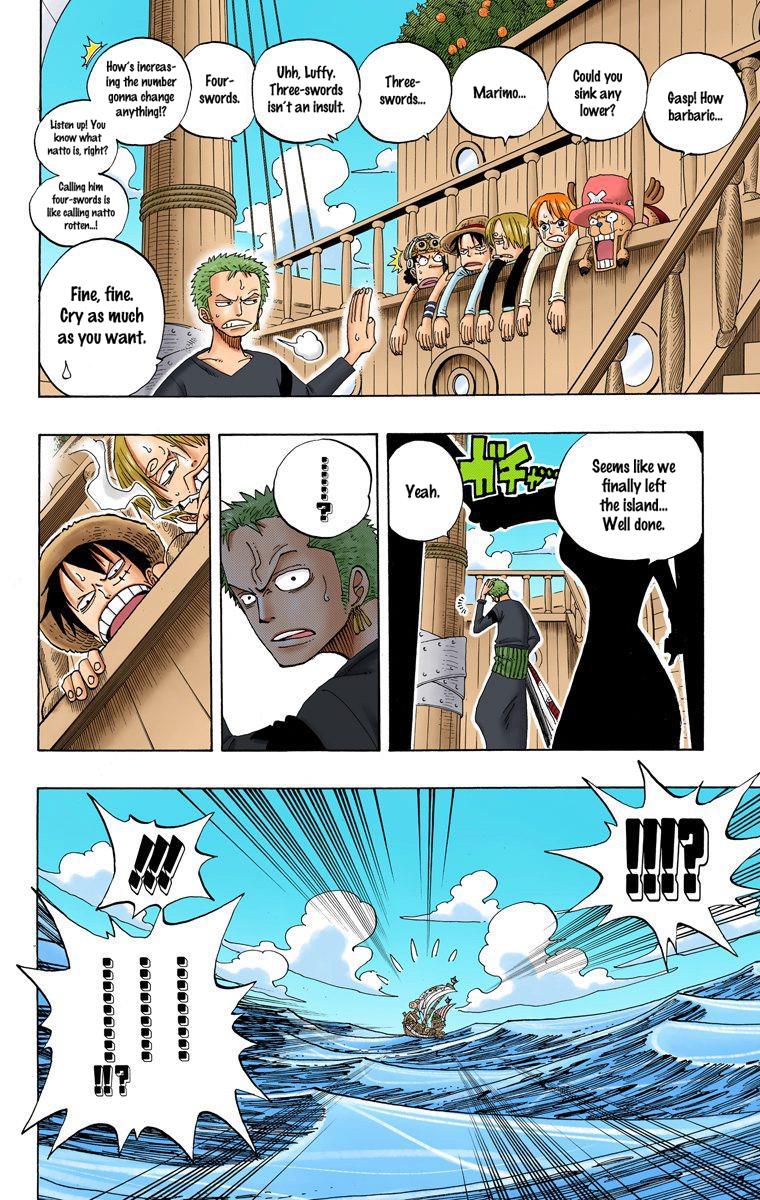 Gasp! How
barbaric...
Could you
sink any
lower?
Marimo...
Three-
swords...
Uhh, Luffy.
Three-swords
isn't an insult.
Four-
swords.
How's increas-
ing the number
gonna change
anything!?
Listen up! You
know what
natto is, right?
Calling him
four-swords is
like calling natto
rotten...!
Fine, fine.
Cry as much
as you want.
Seems like we
finally left
the island...
Well done.
ガチャ...
Yeah.
......?
!!!!?
!!!
........................!!?